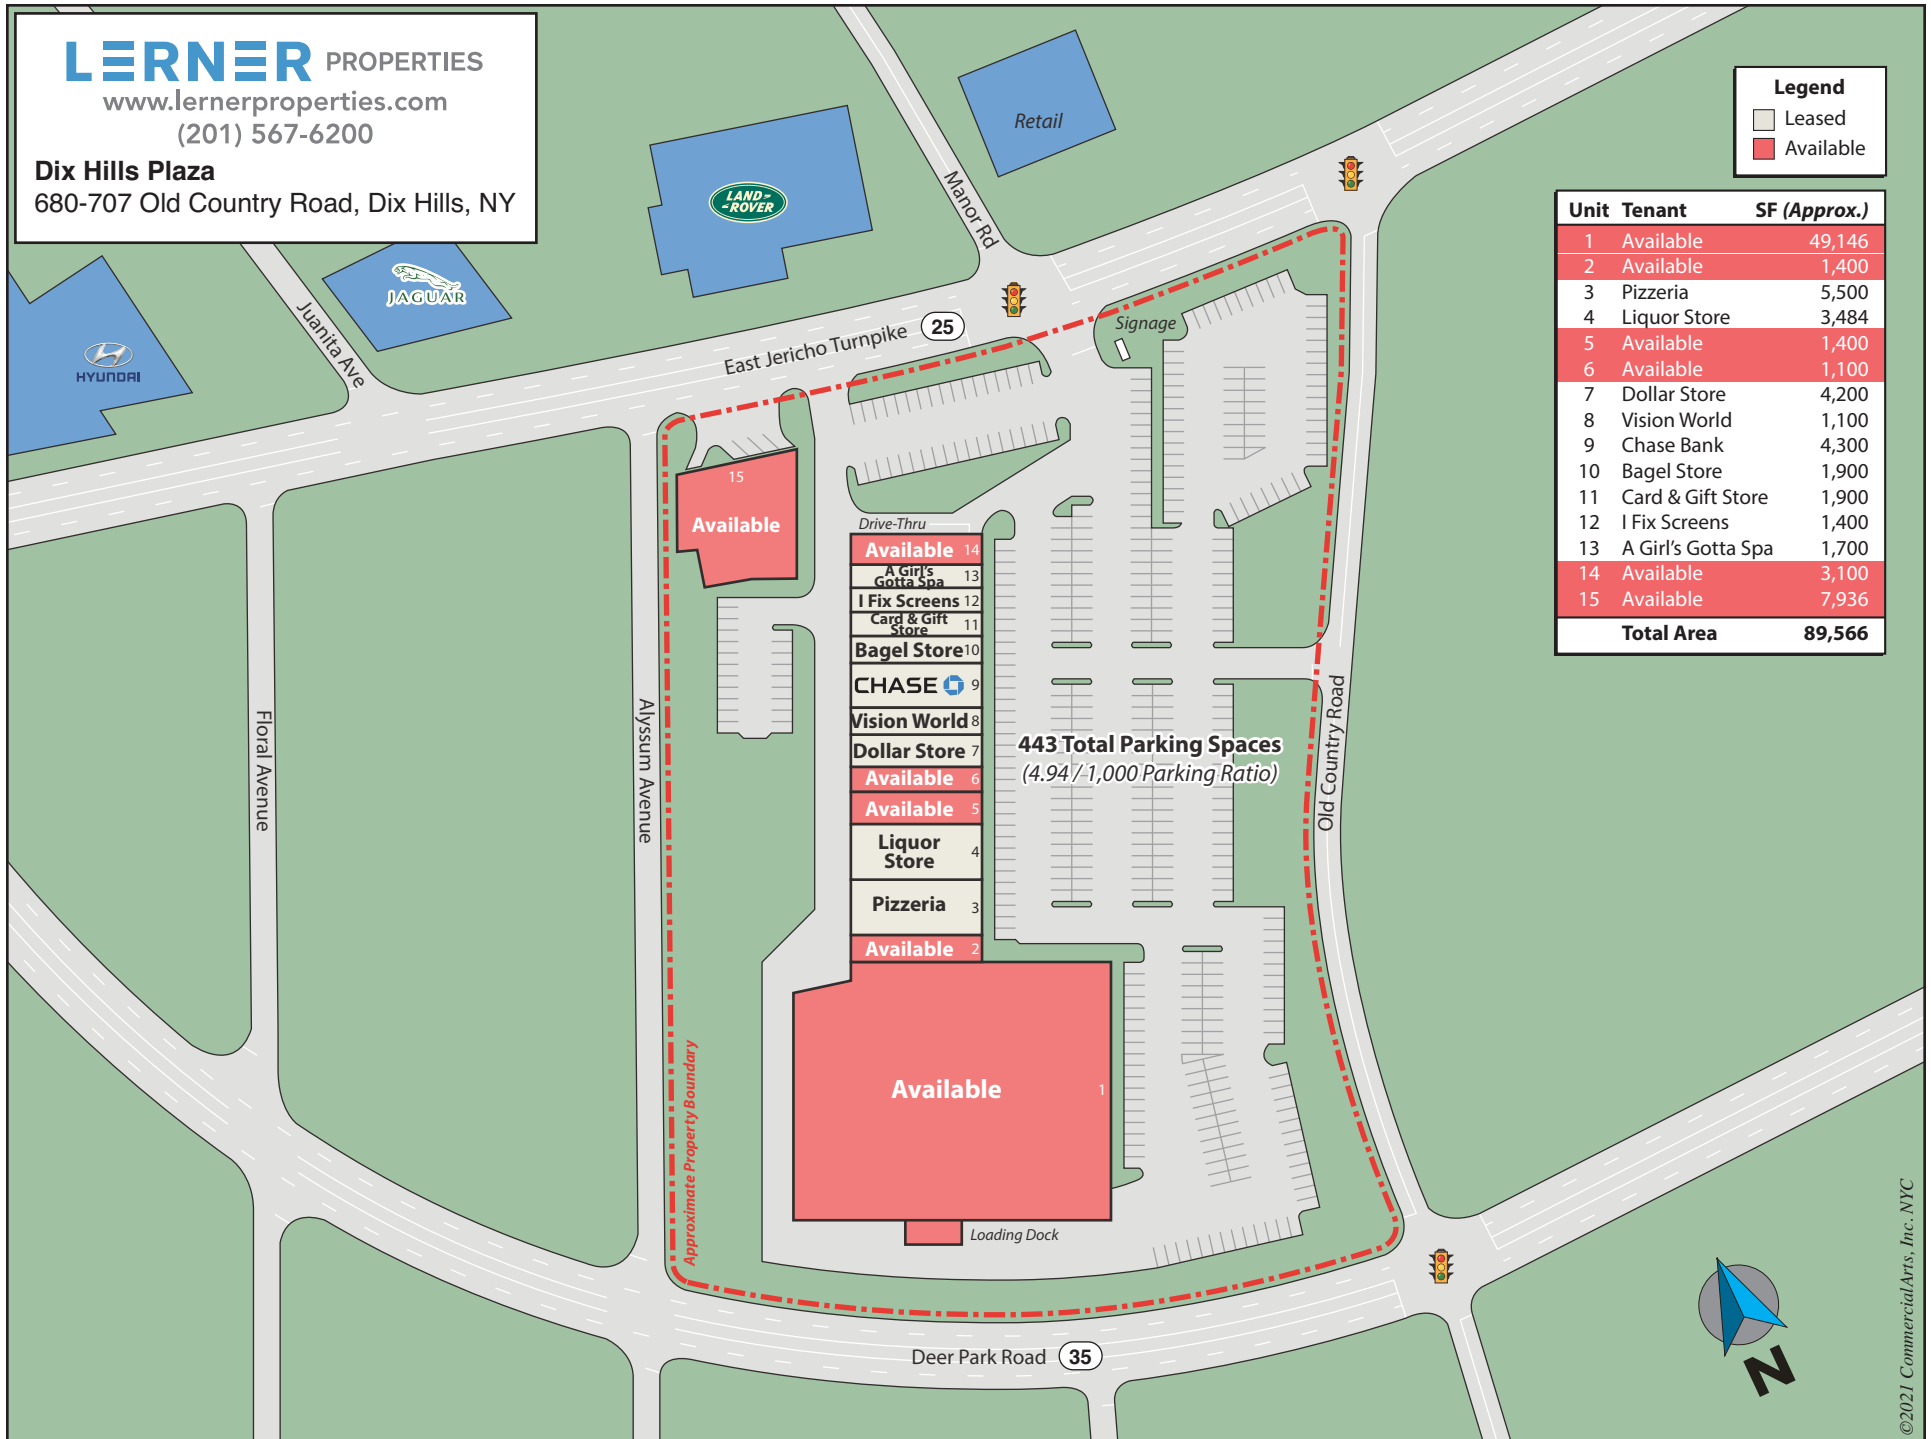 LERNER PROPERTIES
www.lernerproperties.com
(201) 567-6200
Dix Hills Plaza
680-707 Old Country Road, Dix Hills, NY
Legend
Leased
Available
Unit Tenant SF (Approx.)
1 Available 49,146
2 Available 1,400
3 Pizzeria 5,500
4 Liquor Store 3,484
5 Available 1,400
6 Available 1,100
7 Dollar Store 4,200
8 Vision World 1,100
9 Chase Bank 4,300
10 Bagel Store 1,900
11 Card & Gift Store 1,900
12 I Fix Screens 1,400
13 A Girl's Gotta Spa 1,700
14 Available 3,100
15 Available 7,936
Total Area 89,566
Retail
LAND-
-ROVER
JAGUAR
HYUNDAI
Manor Rd
Juanita Ave
East Jericho Turnpike 25
Signage
15
Available
Drive-Thru
Available 14
A Girl's
Gotta Spa 13
I Fix Screens 12
Card & Gift
Store 11
Bagel Store 10
CHASE 9
Vision World 8
Dollar Store 7
Available 6
Available 5
Liquor
Store 4
Pizzeria 3
Available 2
Available 1
Loading Dock
443 Total Parking Spaces
(4.94 / 1,000 Parking Ratio)
Floral Avenue
Alyssum Avenue
Old Country Road
Approximate Property Boundary
Deer Park Road 35
N
©2021 CommercialArts, Inc. NYC